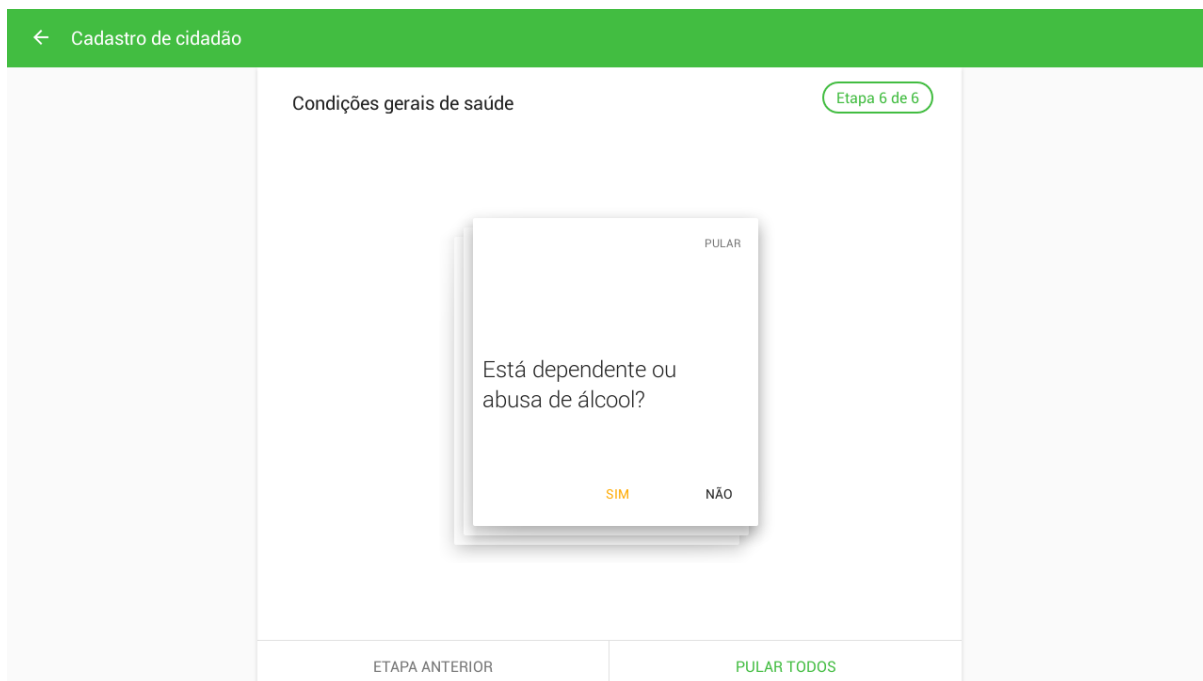 Cadastro de cidadão
Condições gerais de saúde
Etapa 6 de 6
PULAR
Está dependente ou
abusa de álcool?
SIM
NÃO
ETAPA ANTERIOR
PULAR TODOS